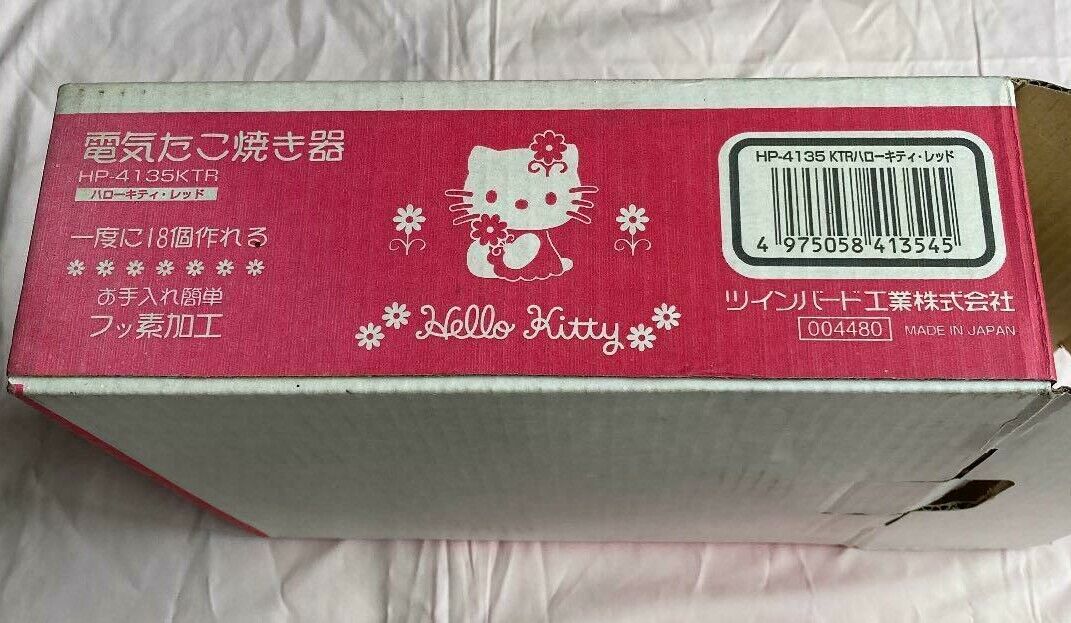 電気たこ焼き器
HP-4135KTR
ハローキティ・レッド
一度に18個作れる
お手入れ簡単
フッ素加工
Hello Kitty
HP-4135 KTRハローキティ・レッド
4 975058 413545
ツインバード工業株式会社
004480 MADE IN JAPAN